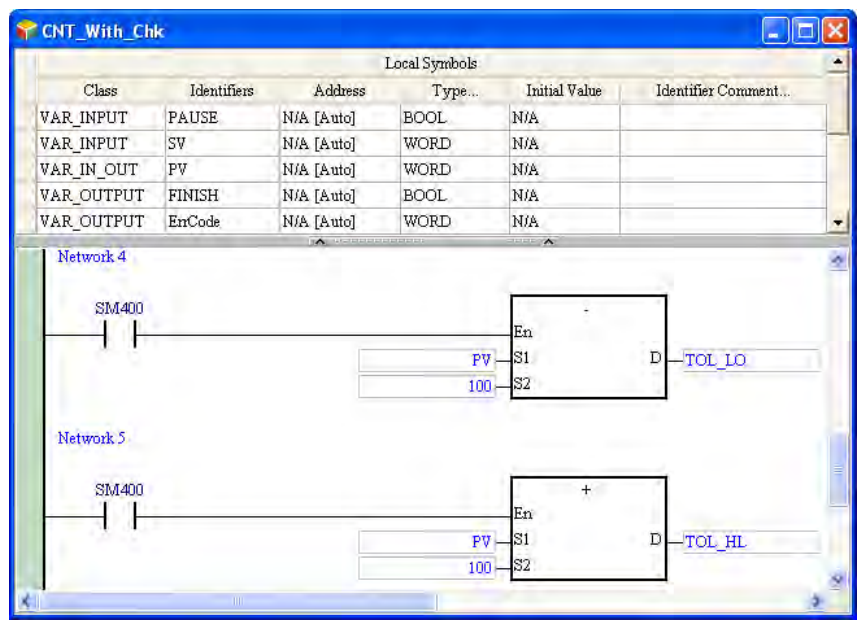 CNT_With_Chk
Local Symbols
Class Identifiers Address Type... Initial Value Identifier Comment...
VAR_INPUT PAUSE N/A [Auto] BOOL N/A
VAR_INPUT SV N/A [Auto] WORD N/A
VAR_IN_OUT PV N/A [Auto] WORD N/A
VAR_OUTPUT FINISH N/A [Auto] BOOL N/A
VAR_OUTPUT ErrCode N/A [Auto] WORD N/A
Network 4
SM400
-
En
PV S1 D TOL_LO
100 S2
Network 5
SM400
+
En
PV S1 D TOL_HL
100 S2